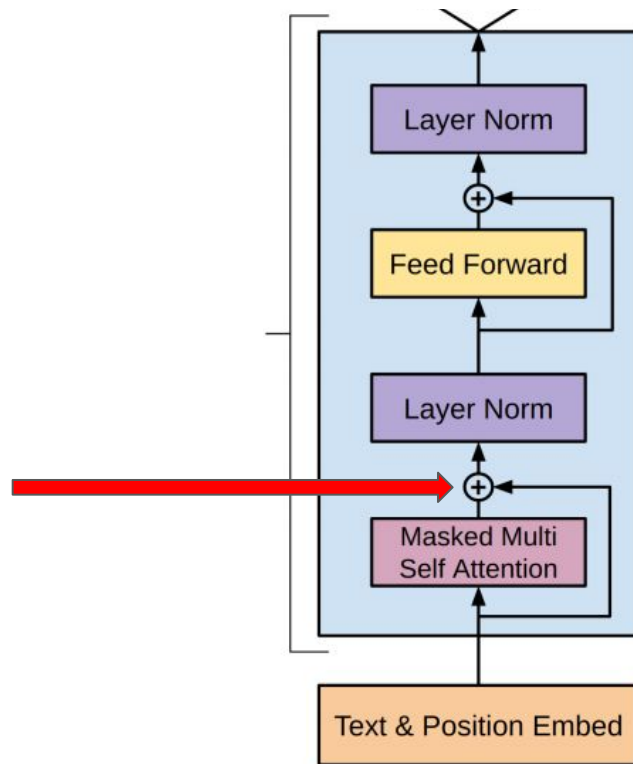 Layer Norm
Feed Forward
Layer Norm
Masked Multi
Self Attention
Text & Position Embed